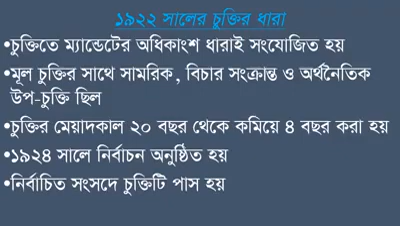 ১৯২২ সালের চুক্তির ধারা
•চুক্তিতে ম্যান্ডেটের অধিকাংশ ধারাই সংযোজিত হয়
•মূল চুক্তির সাথে সামরিক, বিচার সংক্রান্ত ও অর্থনৈতিক
উপ-চুক্তি ছিল
•চুক্তির মেয়াদকাল ২০ বছর থেকে কমিয়ে ৪ বছর করা হয়
•১৯২৪ সালে নির্বাচন অনুষ্ঠিত হয়
•নির্বাচিত সংসদে চুক্তিটি পাস হয়